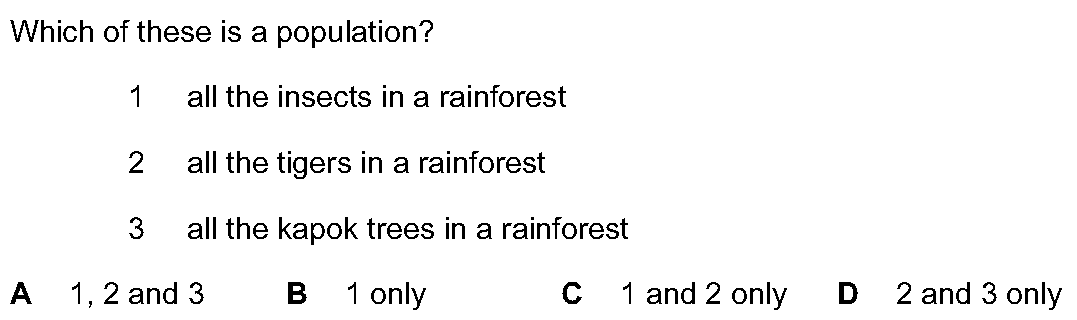 Which of these is a population?
1 all the insects in a rainforest
2 all the tigers in a rainforest
3 all the kapok trees in a rainforest
A 1, 2 and 3 B 1 only C 1 and 2 only D 2 and 3 only